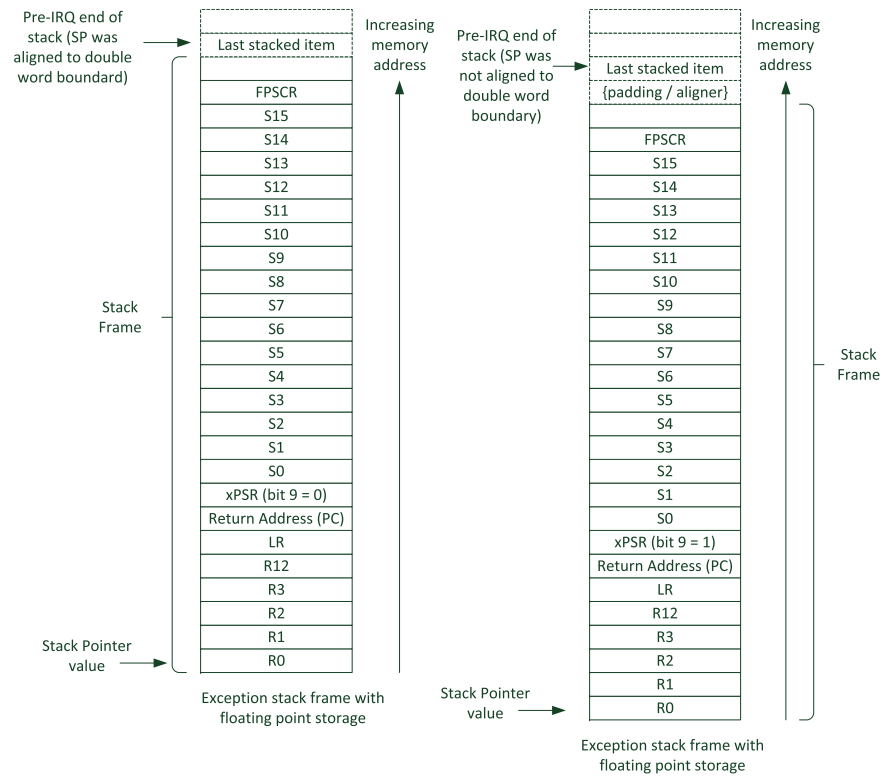 Pre-IRQ end of
stack (SP was
aligned to double
word boundard)
Last stacked item
FPSCR
S15
S14
S13
S12
S11
S10
S9
S8
S7
S6
S5
S4
S3
S2
S1
S0
xPSR (bit 9 = 0)
Return Address (PC)
LR
R12
R3
R2
R1
R0
Stack
Frame
Stack Pointer
value
Increasing
memory
address
Exception stack frame with
floating point storage
Pre-IRQ end of
stack (SP was
not aligned to
double word
boundary)
Last stacked item
{padding / aligner}
FPSCR
S15
S14
S13
S12
S11
S10
S9
S8
S7
S6
S5
S4
S3
S2
S1
S0
xPSR (bit 9 = 1)
Return Address (PC)
LR
R12
R3
R2
R1
R0
Stack Pointer
value
Increasing
memory
address
Stack
Frame
Exception stack frame with
floating point storage